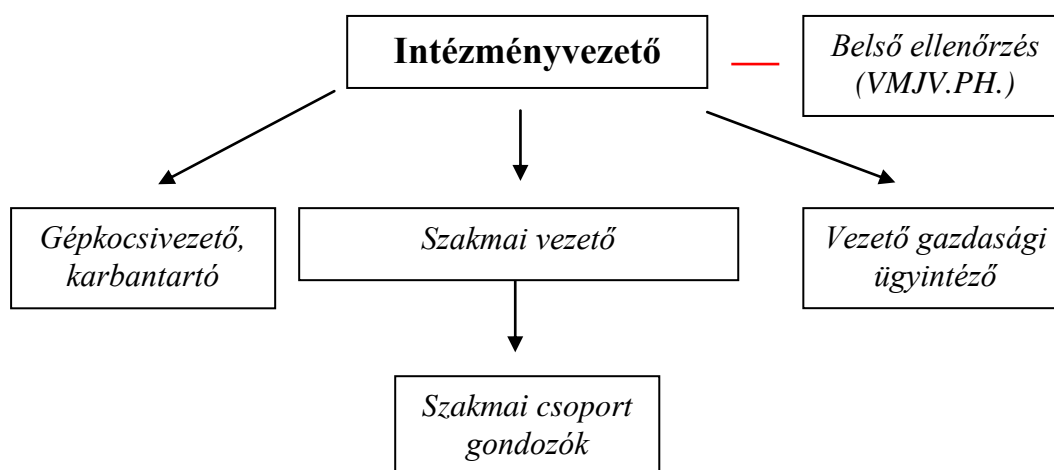 Intézményvezető
Belső ellenőrzés
(VMJV.PH.)
Gépkocsivezető,
karbantartó
Szakmai vezető
Vezető gazdasági
ügyintéző
Szakmai csoport
gondozók